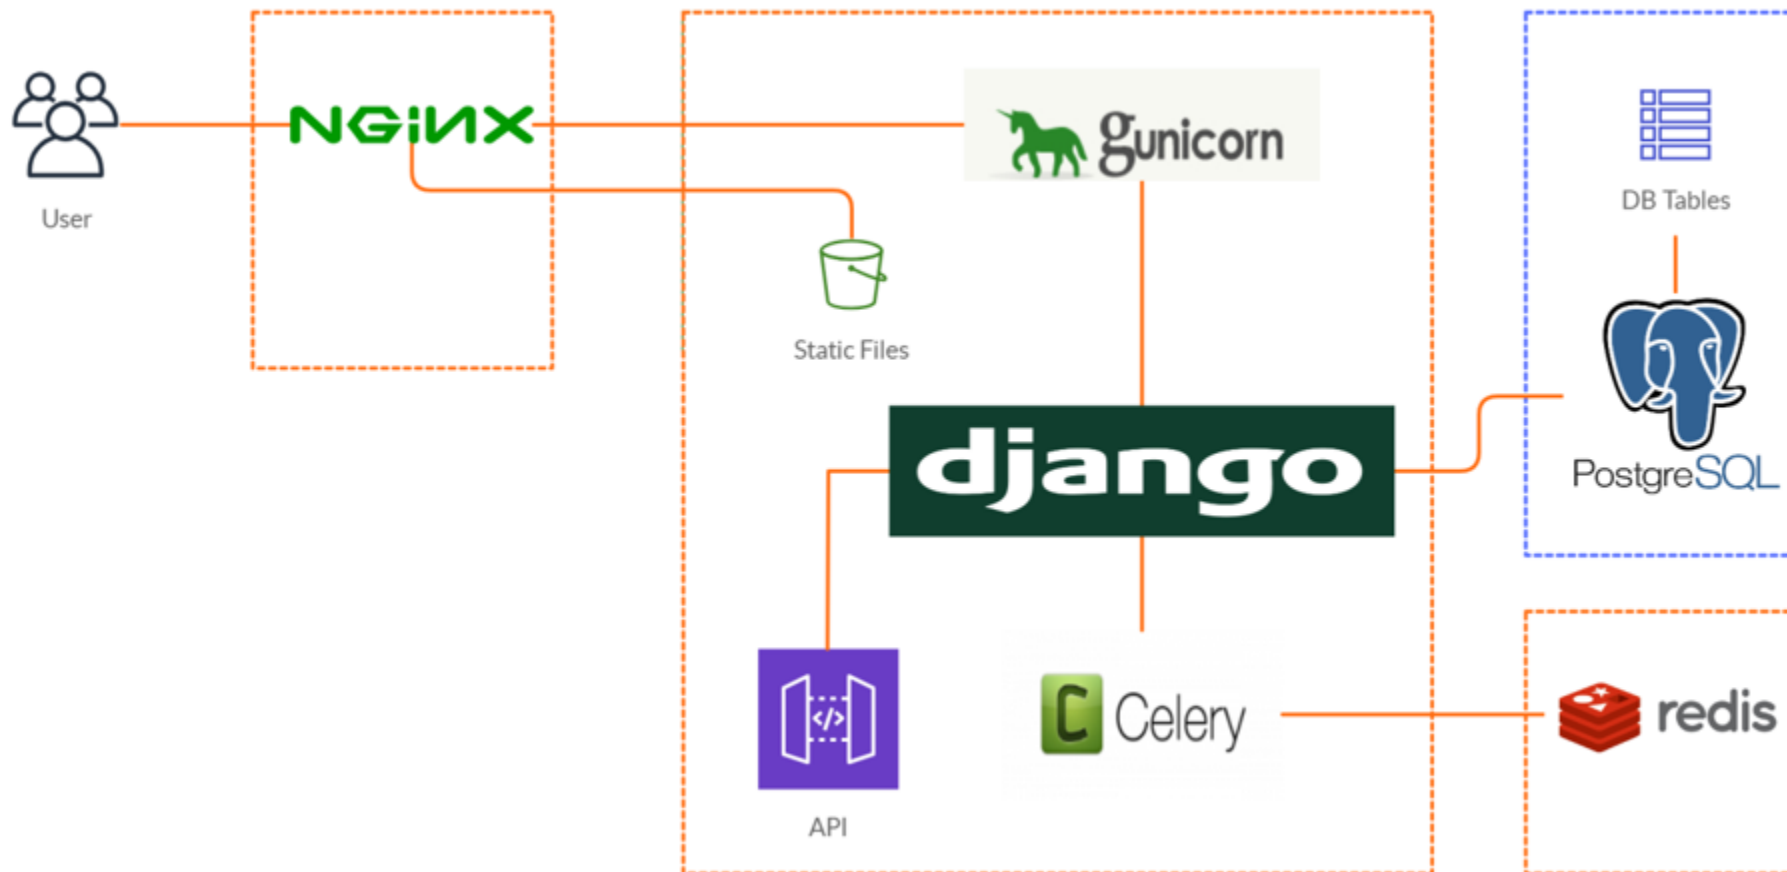 User
NGiNX
gunicorn
Static Files
django
</>
API
C Celery
DB Tables
PostgreSQL
redis